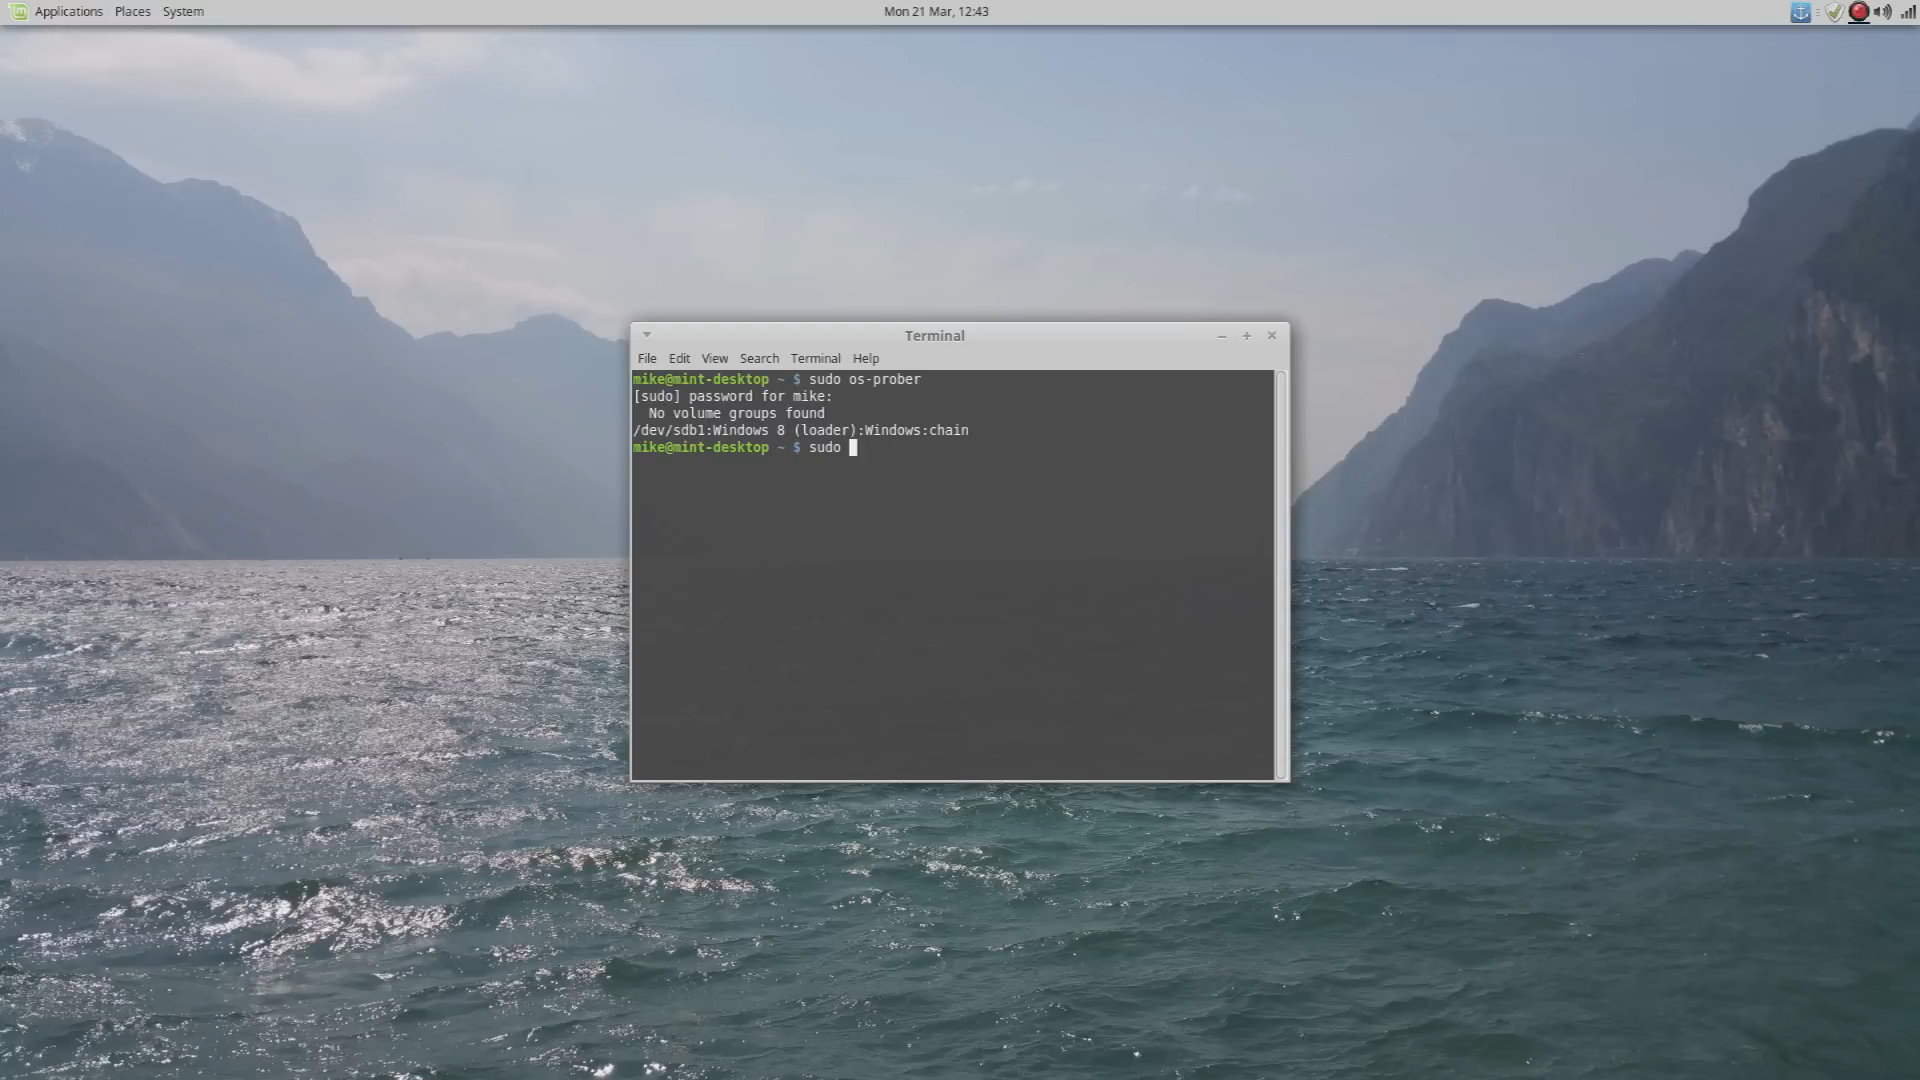 Applications Places System
Mon 21 Mar, 12:43
Terminal
File Edit View Search Terminal Help
mike@mint-desktop ~ $ sudo os-prober
[sudo] password for mike:
  No volume groups found
/dev/sdb1:Windows 8 (loader):Windows:chain
mike@mint-desktop ~ $ sudo